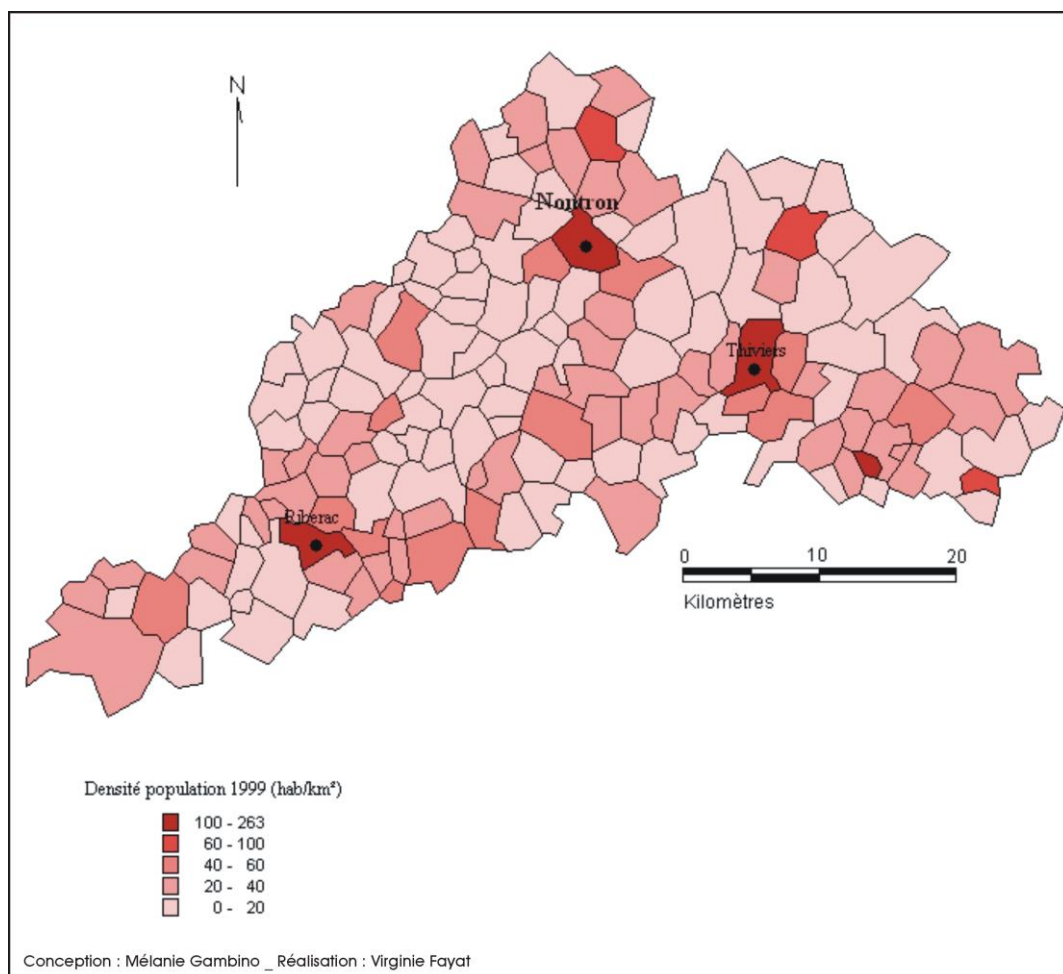 N
Nontron
Thiviers
Riberac
0 10 20
Kilomètres
Densité population 1999 (hab/km²)
100 - 263
60 - 100
40 - 60
20 - 40
0 - 20
Conception : Mélanie Gambino _ Réalisation : Virginie Fayat